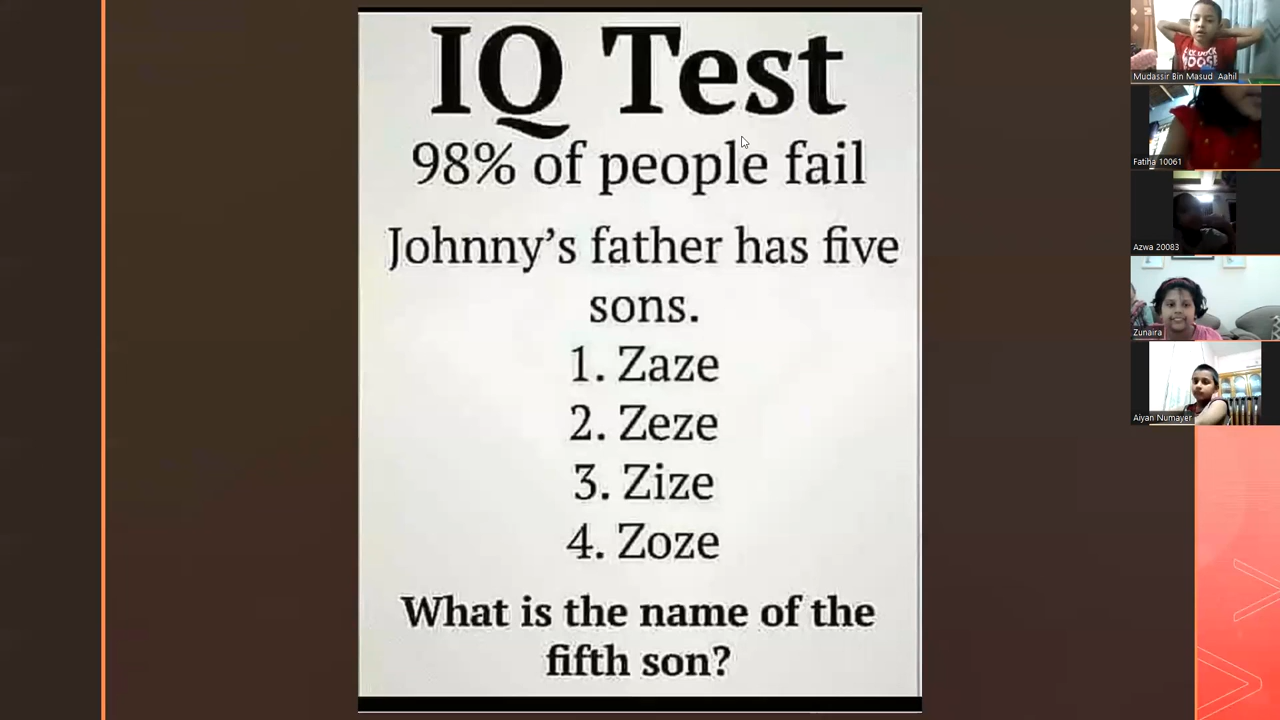 IQ Test
98% of people fail
Johnny’s father has five
sons.
1. Zaze
2. Zeze
3. Zize
4. Zoze
What is the name of the
fifth son?
Mudassir Bin Masud Aahil
Fatiha 10061
Azwa 20083
Zunaira
Aiyan Numayer